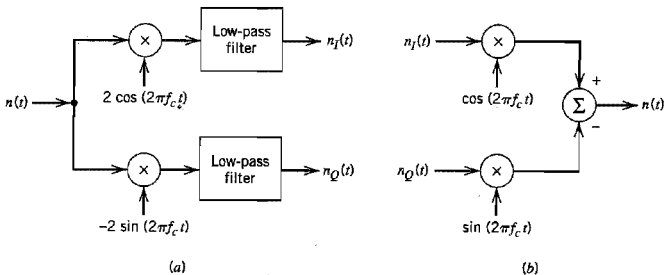 n(t)
×
2 cos (2πf_c t)
Low-pass
filter
n_I(t)
×
-2 sin (2πf_c t)
Low-pass
filter
n_Q(t)
(a)
n_I(t)
×
cos (2πf_c t)
+
Σ
−
n(t)
n_Q(t)
×
sin (2πf_c t)
(b)